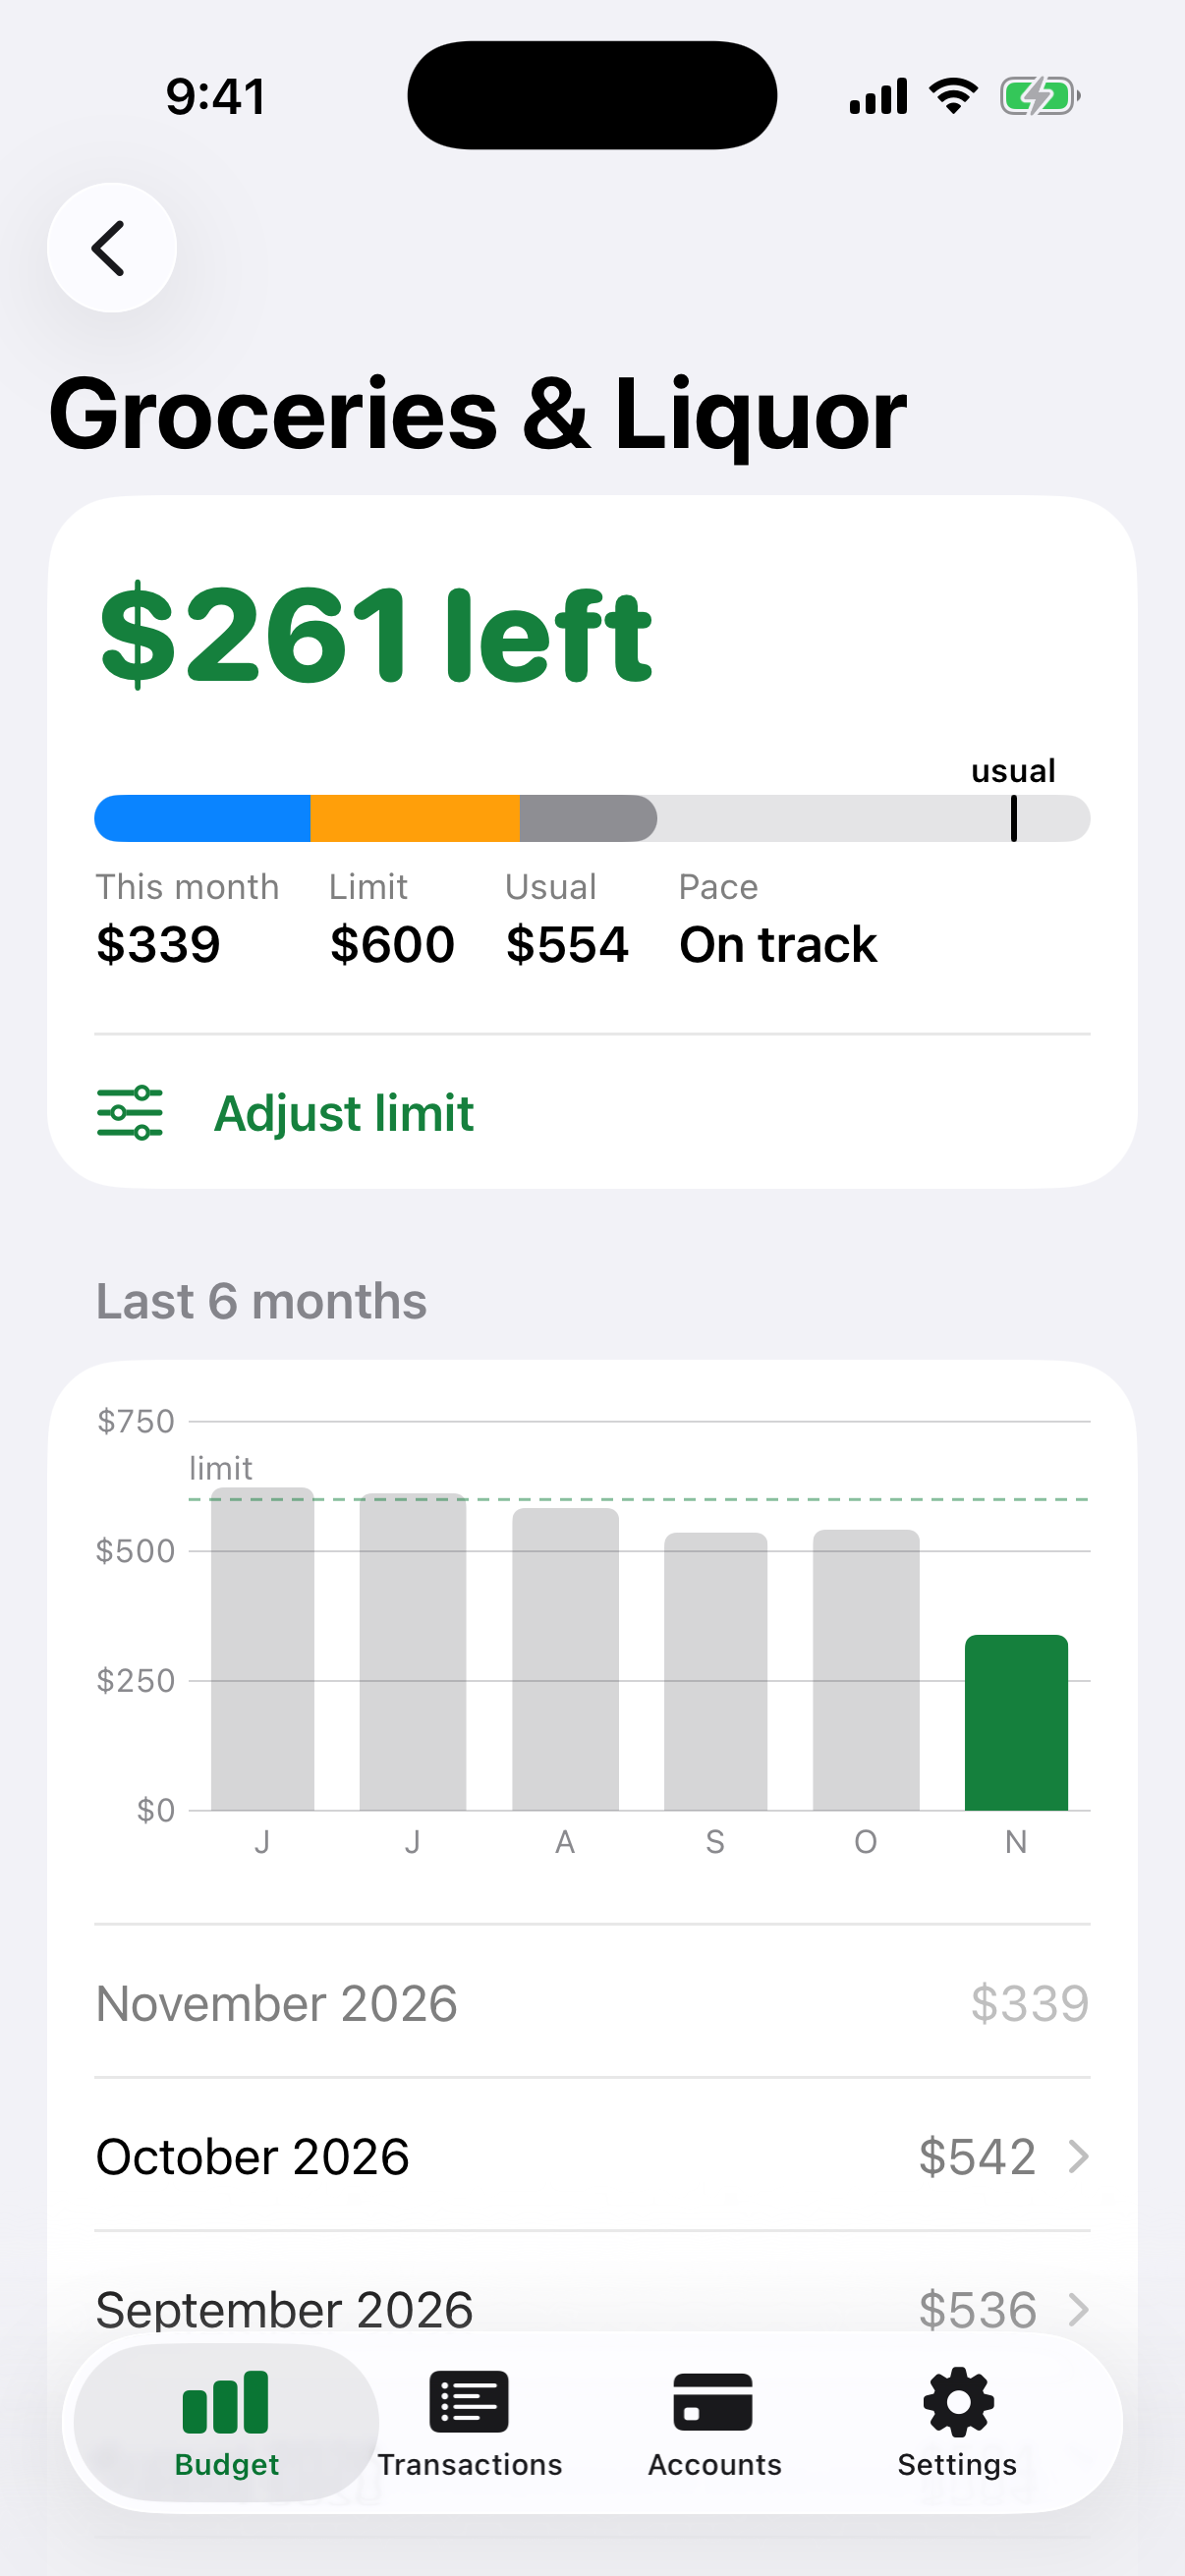 9:41
Groceries & Liquor
$261 left
usual
This month Limit Usual Pace
$339 $600 $554 On track
Adjust limit
Last 6 months
$750
limit
$500
$250
$0
J J A S O N
November 2026 $339
October 2026 $542
September 2026 $536
Budget Transactions Accounts Settings